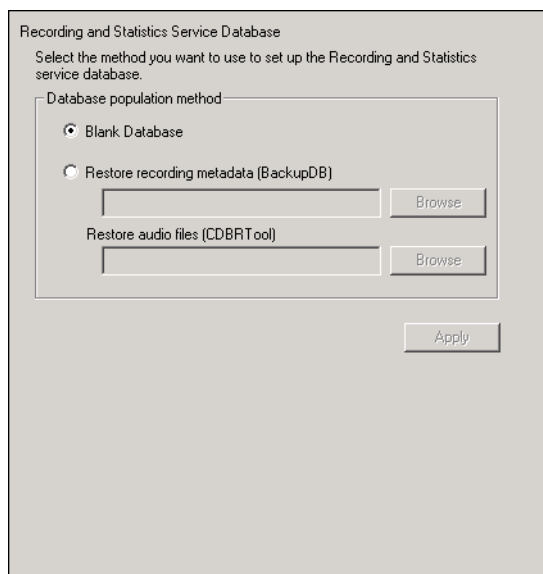 Recording and Statistics Service Database
Select the method you want to use to set up the Recording and Statistics
service database.
Database population method
Blank Database
Restore recording metadata (BackupDB)
Browse
Restore audio files (CDBRTool)
Browse
Apply